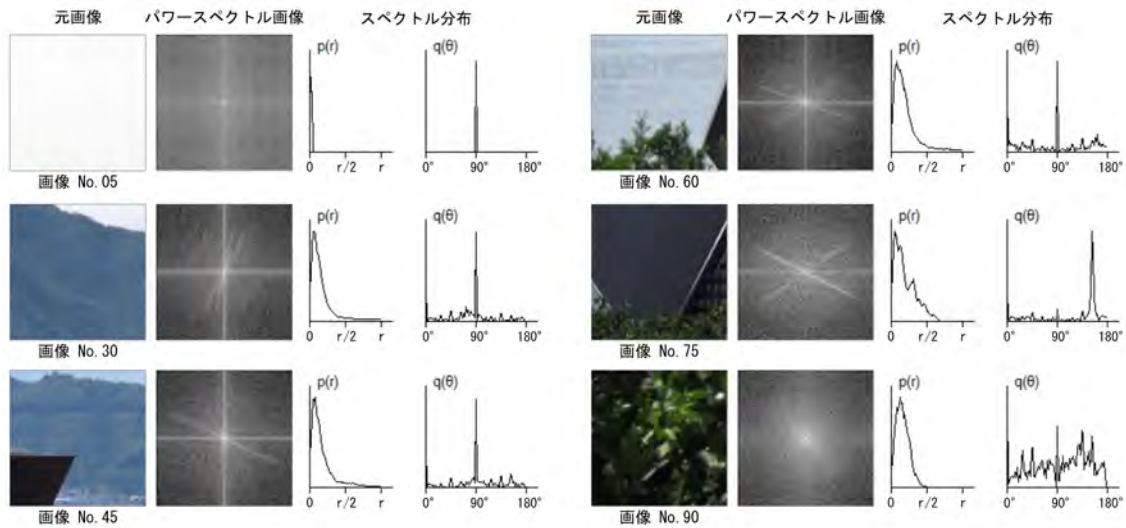 元画像 パワースペクトル画像 スペクトル分布
p(r) q(θ)
0 r/2 r 0° 90° 180°
画像 No.05
p(r) q(θ)
0 r/2 r 0° 90° 180°
画像 No.30
p(r) q(θ)
0 r/2 r 0° 90° 180°
画像 No.45
元画像 パワースペクトル画像 スペクトル分布
p(r) q(θ)
0 r/2 r 0° 90° 180°
画像 No.60
p(r) q(θ)
0 r/2 r 0° 90° 180°
画像 No.75
p(r) q(θ)
0 r/2 r 0° 90° 180°
画像 No.90